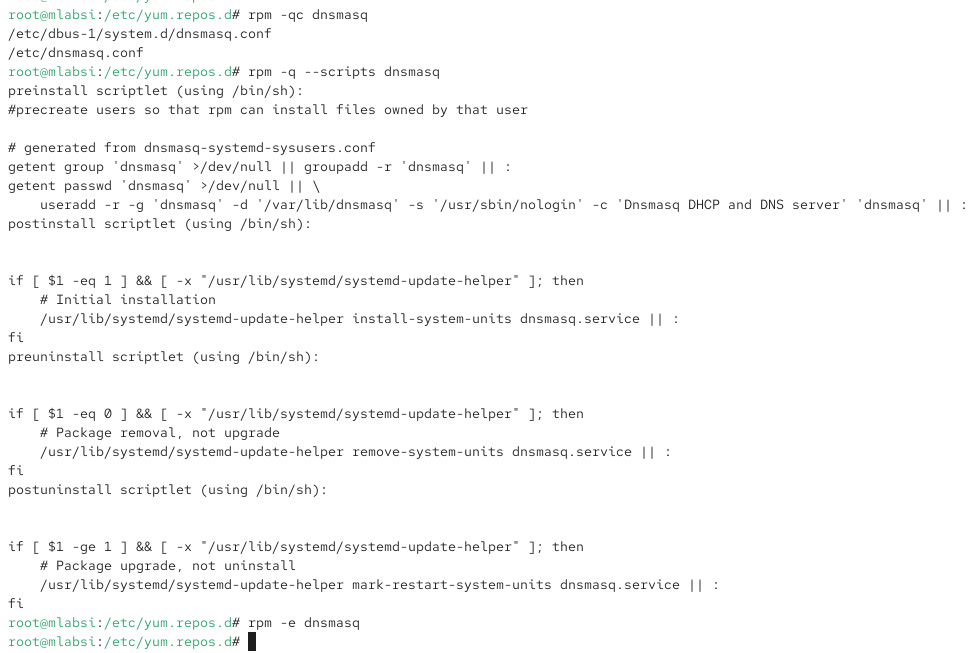 root@mlabsi:/etc/yum.repos.d# rpm -qc dnsmasq
/etc/dbus-1/system.d/dnsmasq.conf
/etc/dnsmasq.conf
root@mlabsi:/etc/yum.repos.d# rpm -q --scripts dnsmasq
preinstall scriptlet (using /bin/sh):
#precreate users so that rpm can install files owned by that user

# generated from dnsmasq-systemd-sysusers.conf
getent group 'dnsmasq' >/dev/null || groupadd -r 'dnsmasq' || :
getent passwd 'dnsmasq' >/dev/null || \
    useradd -r -g 'dnsmasq' -d '/var/lib/dnsmasq' -s '/usr/sbin/nologin' -c 'Dnsmasq DHCP and DNS server' 'dnsmasq' || :
postinstall scriptlet (using /bin/sh):


if [ $1 -eq 1 ] && [ -x "/usr/lib/systemd/systemd-update-helper" ]; then
    # Initial installation
    /usr/lib/systemd/systemd-update-helper install-system-units dnsmasq.service || :
fi
preuninstall scriptlet (using /bin/sh):


if [ $1 -eq 0 ] && [ -x "/usr/lib/systemd/systemd-update-helper" ]; then
    # Package removal, not upgrade
    /usr/lib/systemd/systemd-update-helper remove-system-units dnsmasq.service || :
fi
postuninstall scriptlet (using /bin/sh):


if [ $1 -ge 1 ] && [ -x "/usr/lib/systemd/systemd-update-helper" ]; then
    # Package upgrade, not uninstall
    /usr/lib/systemd/systemd-update-helper mark-restart-system-units dnsmasq.service || :
fi
root@mlabsi:/etc/yum.repos.d# rpm -e dnsmasq
root@mlabsi:/etc/yum.repos.d#